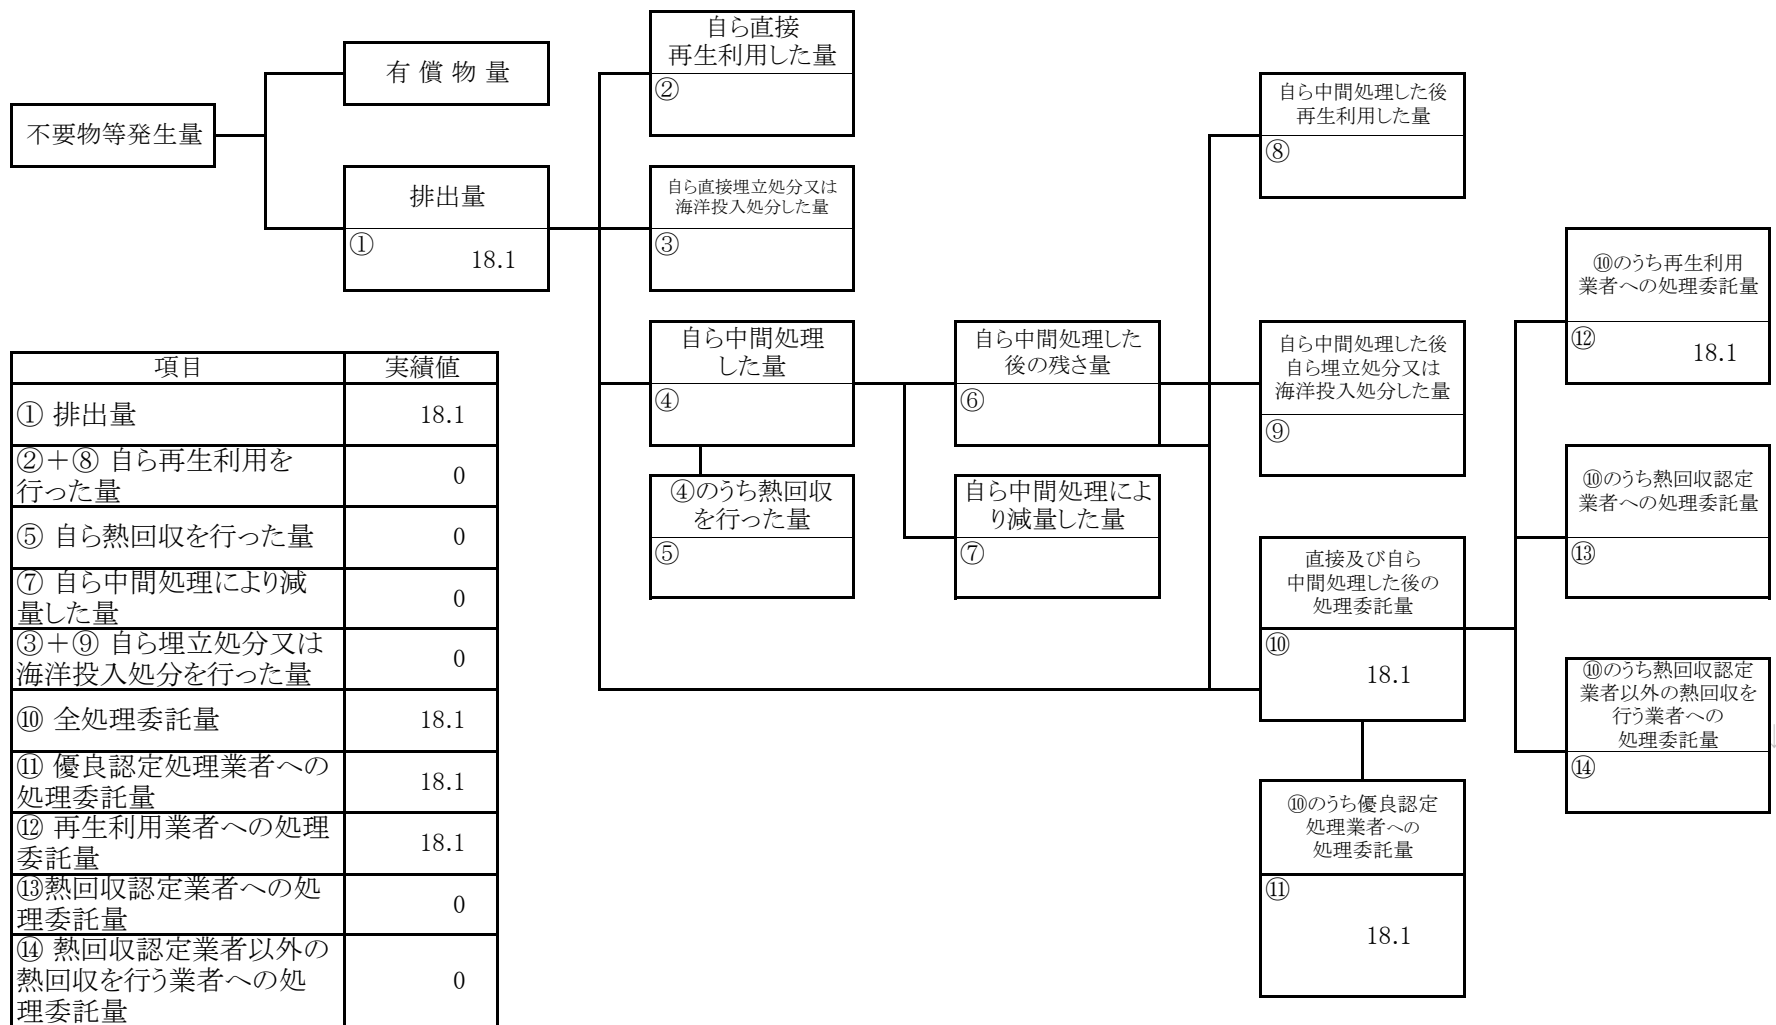 不要物等発生量
有 償 物 量
排出量
①
18.1
自ら直接
再生利用した量
②
自ら直接埋立処分又は
海洋投入処分した量
③
自ら中間処理
した量
④
④のうち熱回収
を行った量
⑤
自ら中間処理した
後の残さ量
⑥
自ら中間処理によ
り減量した量
⑦
自ら中間処理した後
再生利用した量
⑧
自ら中間処理した後
自ら埋立処分又は
海洋投入処分した量
⑨
直接及び自ら
中間処理した後の
処理委託量
⑩
18.1
⑩のうち優良認定
処理業者への
処理委託量
⑪
18.1
⑩のうち再生利用
業者への処理委託量
⑫
18.1
⑩のうち熱回収認定
業者への処理委託量
⑬
⑩のうち熱回収認定
業者以外の熱回収を
行う業者への
処理委託量
⑭
項目 実績値
① 排出量 18.1
②＋⑧ 自ら再生利用を
行った量 0
⑤ 自ら熱回収を行った量 0
⑦ 自ら中間処理により減
量した量 0
③＋⑨ 自ら埋立処分又は
海洋投入処分を行った量 0
⑩ 全処理委託量 18.1
⑪ 優良認定処理業者への
処理委託量 18.1
⑫ 再生利用業者への処理
委託量 18.1
⑬熱回収認定業者への処
理委託量 0
⑭ 熱回収認定業者以外の
熱回収を行う業者への処 0
理委託量